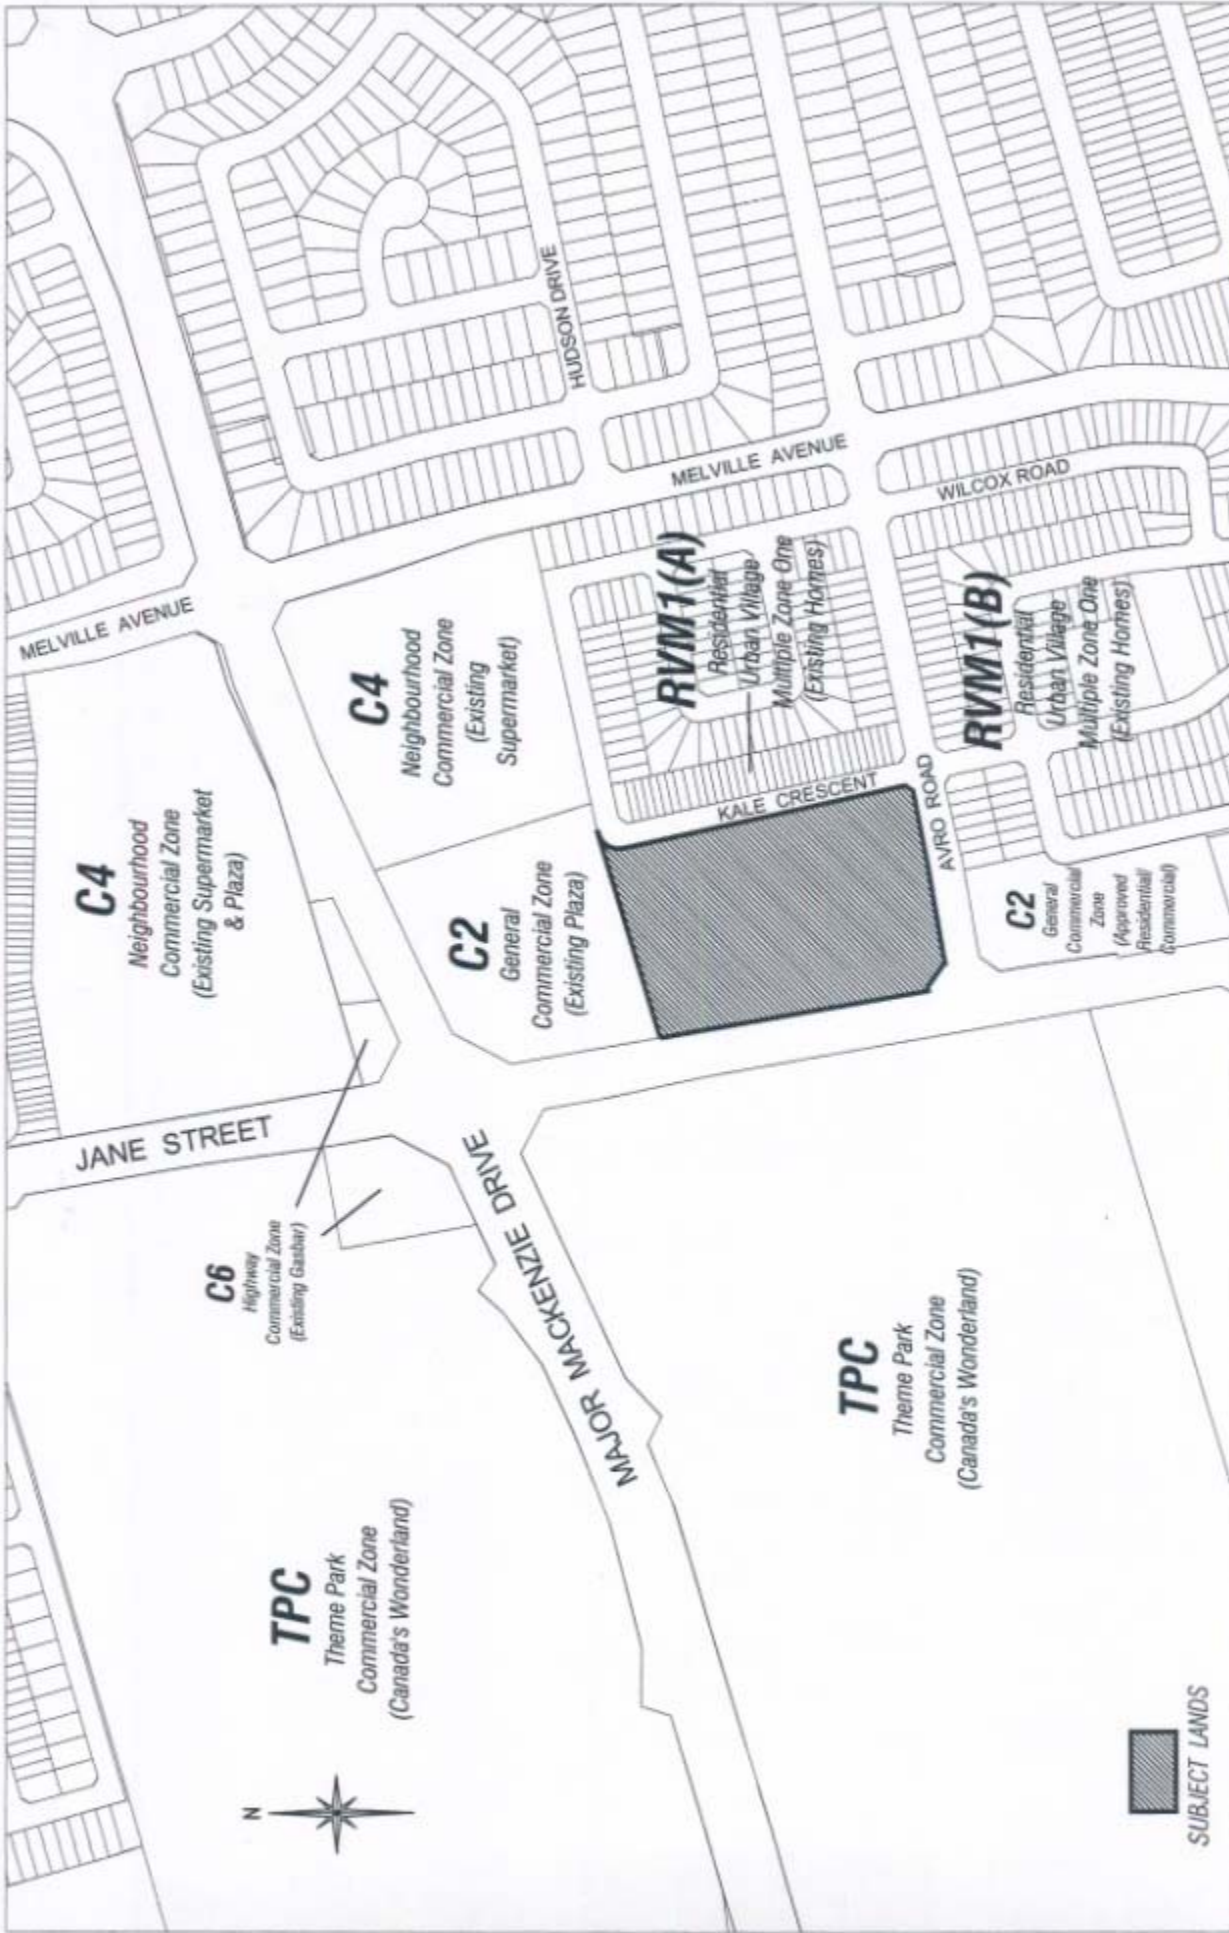 MELVILLE AVENUE
C4
Neighbourhood
Commercial Zone
(Existing Supermarket
& Plaza)
JANE STREET
C6
Highway
Commercial Zone
(Existing Gasbar)
TPC
Theme Park
Commercial Zone
(Canada's Wonderland)
N
HUDSON DRIVE
C4
Neighbourhood
Commercial Zone
(Existing
Supermarket)
C2
General
Commercial Zone
(Existing Plaza)
MAJOR MACKENZIE DRIVE
MELVILLE AVENUE
WILCOX ROAD
RVM1(A)
Residential
Urban Village
Multiple Zone One
(Existing Homes)
KALE CRESCENT
AVRO ROAD
RVM1(B)
Residential
Urban Village
Multiple Zone One
(Existing Homes)
C2
General
Commercial
Zone
(Approved
Residential/
Commercial)
TPC
Theme Park
Commercial Zone
(Canada's Wonderland)
SUBJECT LANDS